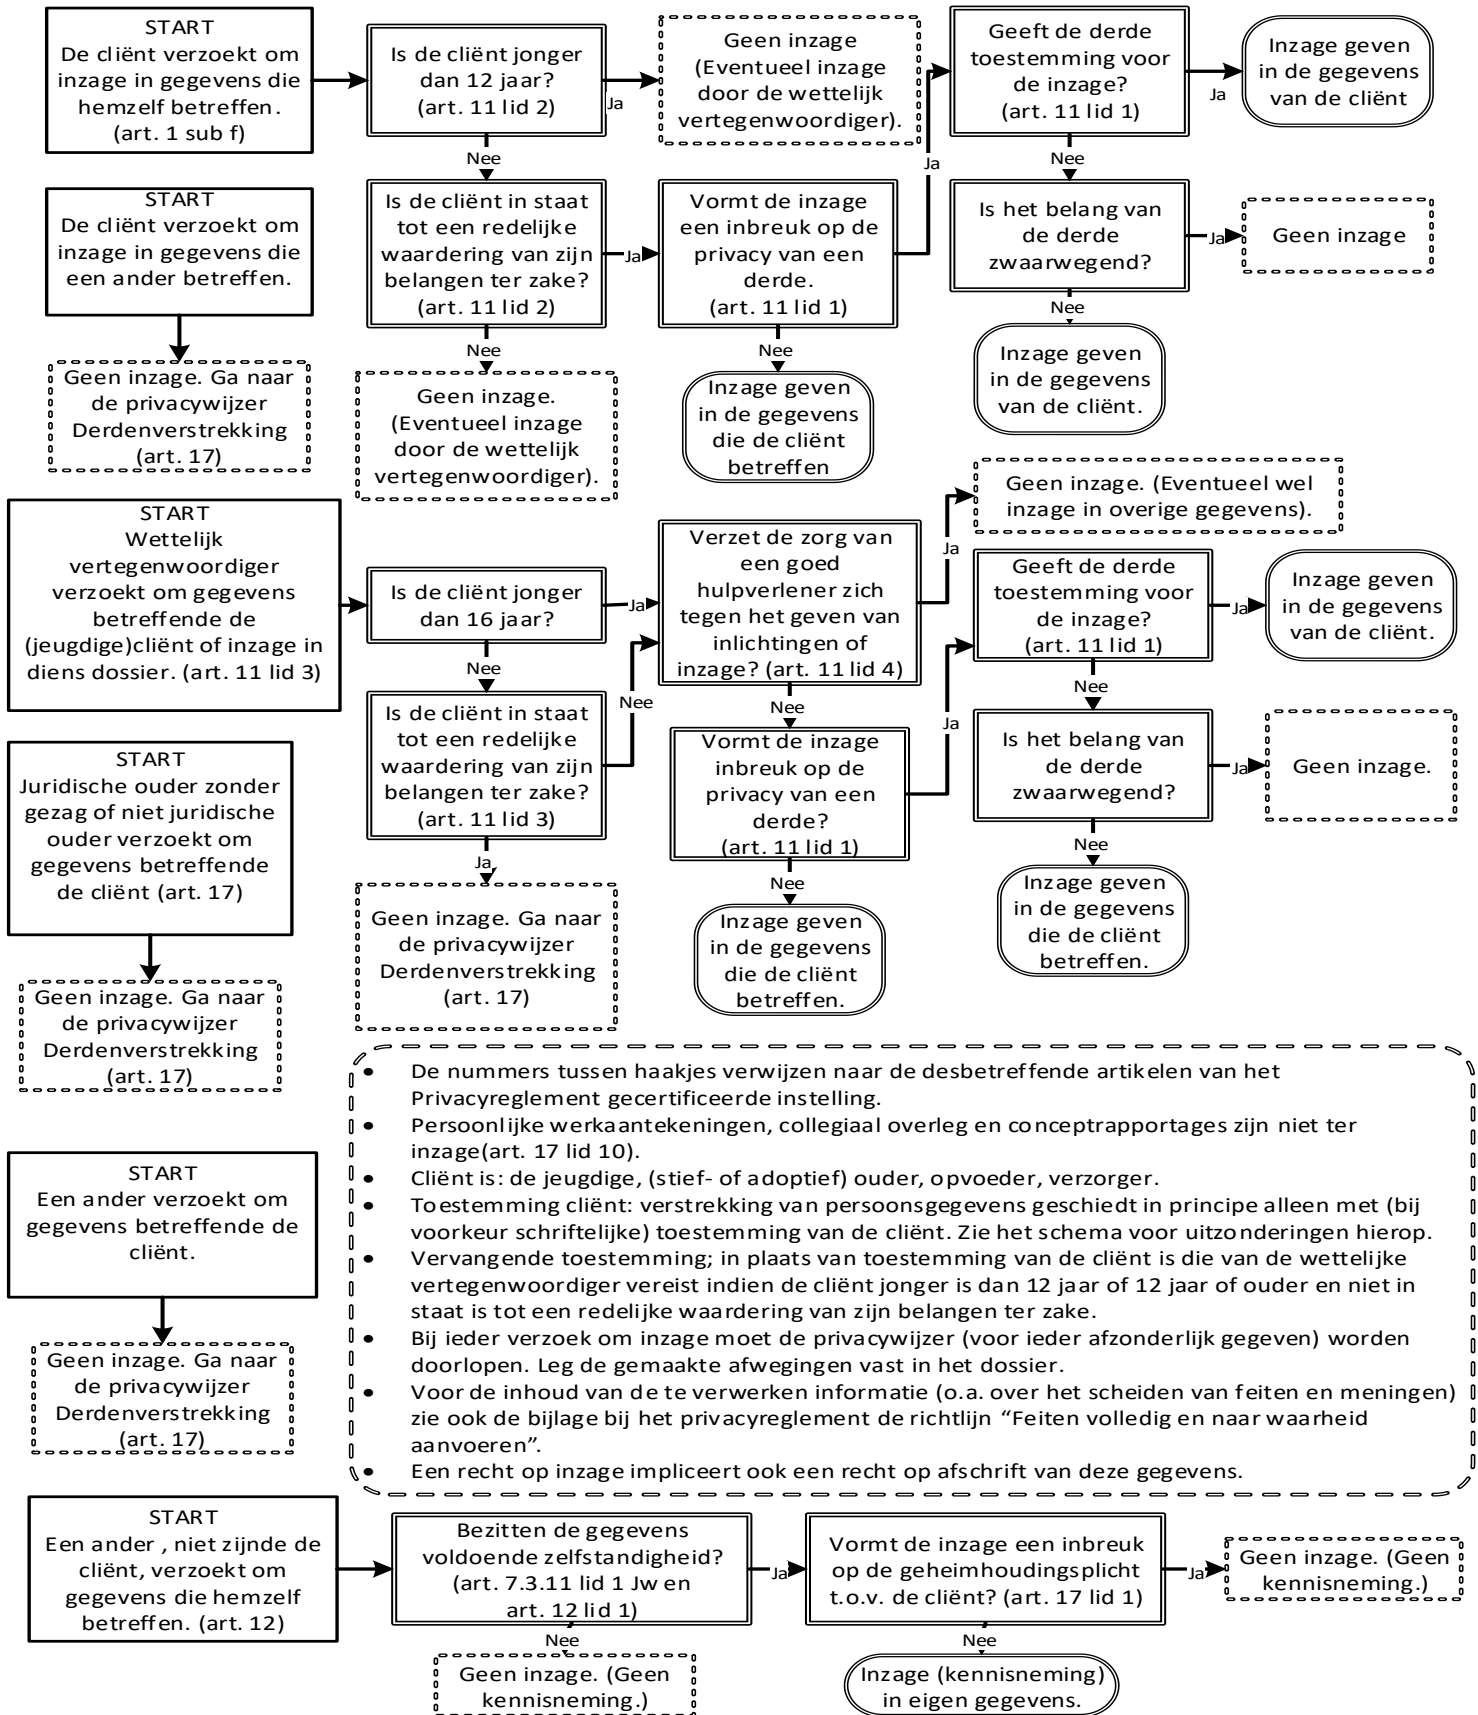 START
De cliënt verzoekt om
inzage in gegevens die
hemzelf betreffen.
(art. 1 sub f)
Is de cliënt jonger
dan 12 jaar?
(art. 11 lid 2)
Ja
Geen inzage
(Eventueel inzage
door de wettelijk
vertegenwoordiger).
Geeft de derde
toestemming voor
de inzage?
(art. 11 lid 1)
Ja
Inzage geven
in de gegevens
van de cliënt
Nee
Nee
Ja
START
De cliënt verzoekt om
inzage in gegevens die
een ander betreffen.
Is de cliënt in staat
tot een redelijke
waardering van zijn
belangen ter zake?
(art. 11 lid 2)
Ja
Vormt de inzage
een inbreuk op de
privacy van een
derde.
(art. 11 lid 1)
Is het belang van
de derde
zwaarwegend?
Ja
Geen inzage
Nee
Nee
Nee
Geen inzage. Ga naar
de privacywijzer
Derdenverstrekking
(art. 17)
Geen inzage.
(Eventueel inzage
door de wettelijk
vertegenwoordiger).
Inzage geven
in de gegevens
die de cliënt
betreffen
Inzage geven
in de gegevens
van de cliënt.
START
Wettelijk
vertegenwoordiger
verzoekt om gegevens
betreffende de
(jeugdige)cliënt of inzage in
diens dossier. (art. 11 lid 3)
Is de cliënt jonger
dan 16 jaar?
Ja
Verzet de zorg van
een goed
hulpverlener zich
tegen het geven van
inlichtingen of
inzage? (art. 11 lid 4)
Ja
Geen inzage. (Eventueel wel
inzage in overige gegevens).
Geeft de derde
toestemming voor
de inzage?
(art. 11 lid 1)
Ja
Inzage geven
in de gegevens
van de cliënt.
Nee
Nee
Nee
Ja
Nee
START
Juridische ouder zonder
gezag of niet juridische
ouder verzoekt om
gegevens betreffende
de cliënt (art. 17)
Is de cliënt in staat
tot een redelijke
waardering van zijn
belangen ter zake?
(art. 11 lid 3)
Vormt de inzage
inbreuk op de
privacy van een
derde?
(art. 11 lid 1)
Is het belang van
de derde
zwaarwegend?
Ja
Geen inzage.
Ja
Nee
Nee
Geen inzage. Ga naar
de privacywijzer
Derdenverstrekking
(art. 17)
Geen inzage. Ga naar
de privacywijzer
Derdenverstrekking
(art. 17)
Inzage geven
in de gegevens
die de cliënt
betreffen.
Inzage geven
in de gegevens
die de cliënt
betreffen.
• De nummers tussen haakjes verwijzen naar de desbetreffende artikelen van het
Privacyreglement gecertificeerde instelling.
• Persoonlijke werkaantekeningen, collegiaal overleg en conceptrapportages zijn niet ter
inzage(art. 17 lid 10).
• Cliënt is: de jeugdige, (stief- of adoptief) ouder, opvoeder, verzorger.
• Toestemming cliënt: verstrekking van persoonsgegevens geschiedt in principe alleen met (bij
voorkeur schriftelijke) toestemming van de cliënt. Zie het schema voor uitzonderingen hierop.
• Vervangende toestemming; in plaats van toestemming van de cliënt is die van de wettelijke
vertegenwoordiger vereist indien de cliënt jonger is dan 12 jaar of 12 jaar of ouder en niet in
staat is tot een redelijke waardering van zijn belangen ter zake.
• Bij ieder verzoek om inzage moet de privacywijzer (voor ieder afzonderlijk gegeven) worden
doorlopen. Leg de gemaakte afwegingen vast in het dossier.
• Voor de inhoud van de te verwerken informatie (o.a. over het scheiden van feiten en meningen)
zie ook de bijlage bij het privacyreglement de richtlijn “Feiten volledig en naar waarheid
aanvoeren”.
• Een recht op inzage impliceert ook een recht op afschrift van deze gegevens.
START
Een ander verzoekt om
gegevens betreffende de
cliënt.
Geen inzage. Ga naar
de privacywijzer
Derdenverstrekking
(art. 17)
START
Een ander , niet zijnde de
cliënt, verzoekt om
gegevens die hemzelf
betreffen. (art. 12)
Bezitten de gegevens
voldoende zelfstandigheid?
(art. 7.3.11 lid 1 Jw en
art. 12 lid 1)
Ja
Vormt de inzage een inbreuk
op de geheimhoudingsplicht
t.o.v. de cliënt? (art. 17 lid 1)
Ja
Geen inzage. (Geen
kennisneming.)
Nee
Nee
Geen inzage. (Geen
kennisneming.)
Inzage (kennisneming)
in eigen gegevens.